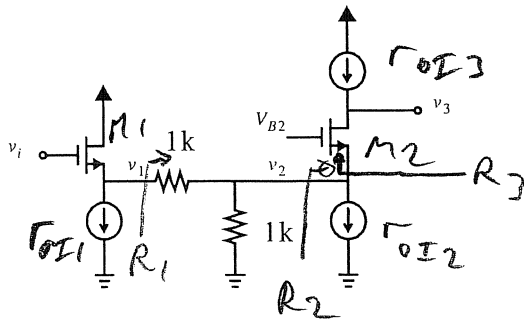 r_oI3
v_3
V_B2
M1
M2
v_i
1k
v_1
v_2
R_3
1k
r_oI1
r_oI2
R_1
R_2